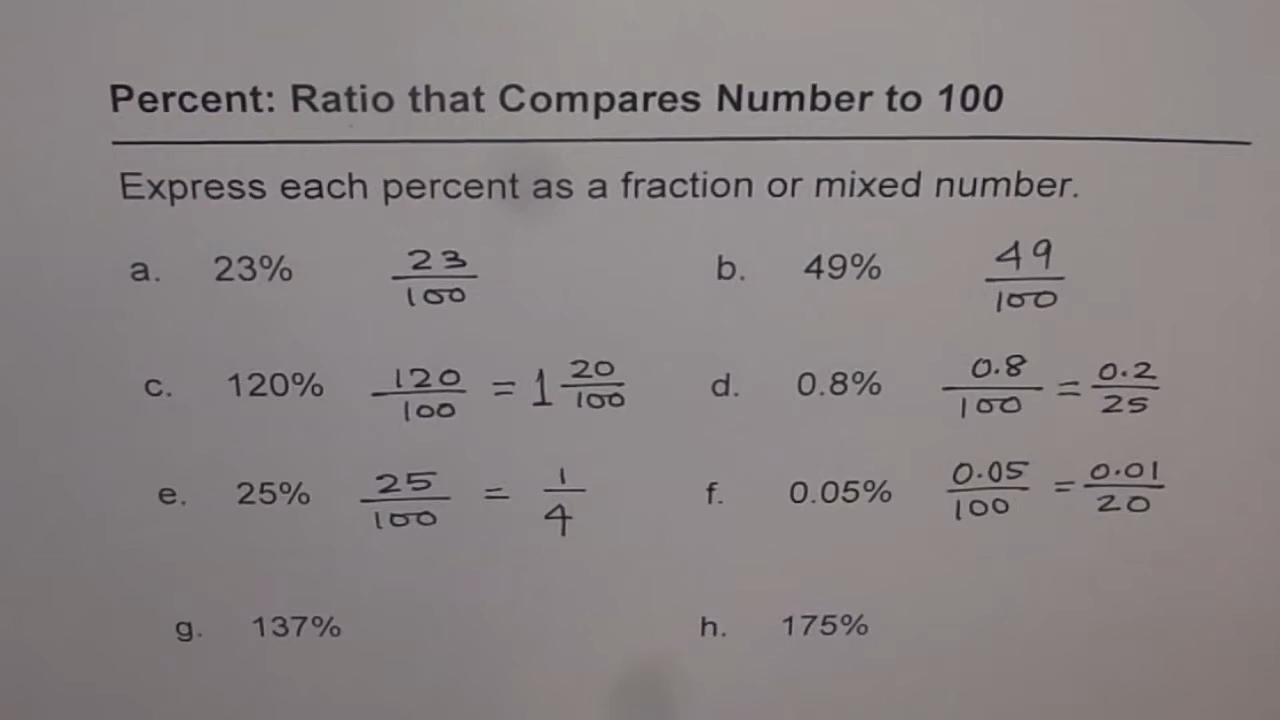 Percent: Ratio that Compares Number to 100
Express each percent as a fraction or mixed number.
a. 23% 23/100 b. 49% 49/100
c. 120% 120/100 = 1 20/100 d. 0.8% 0.8/100 = 0.2/25
e. 25% 25/100 = 1/4 f. 0.05% 0.05/100 = 0.01/20
g. 137% h. 175%